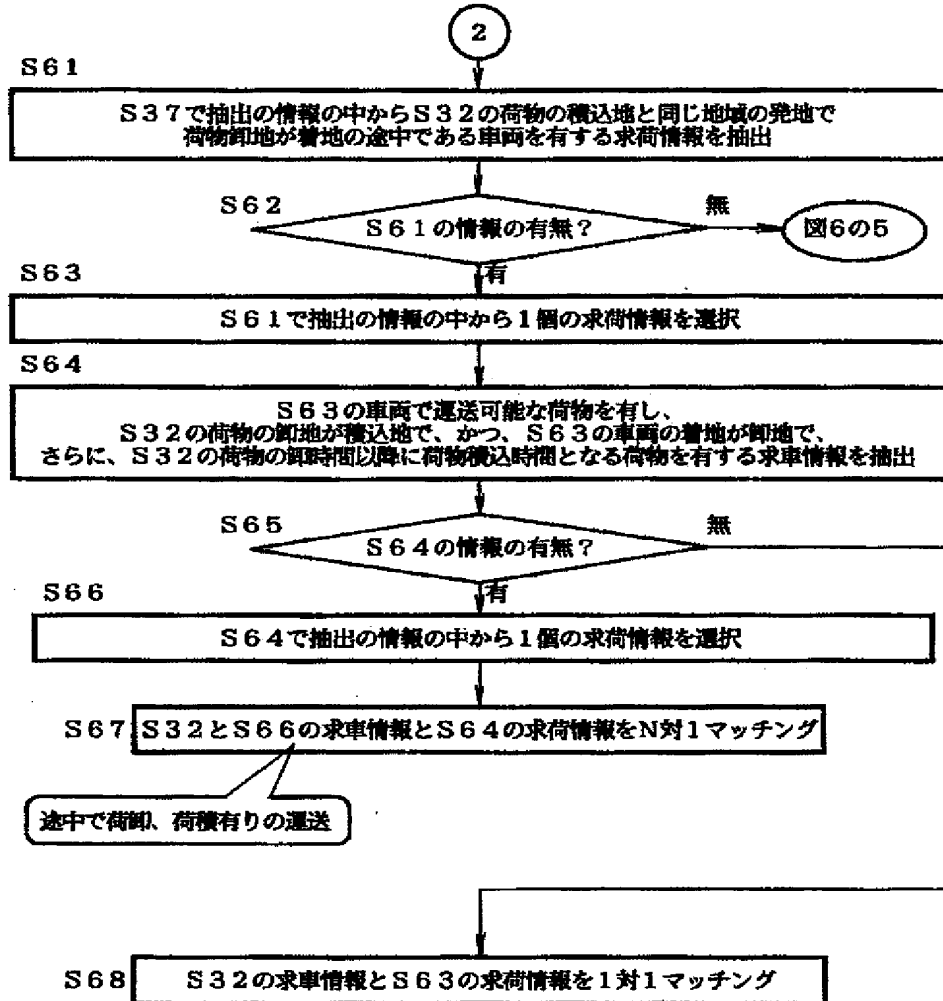 2
S61
S37で抽出の情報の中からS32の荷物の積込地と同じ地域の発地で
荷物卸地が着地の途中である車両を有する求荷情報を抽出
S62
S61の情報の有無?
無
図6の5
有
S63
S61で抽出の情報の中から1個の求荷情報を選択
S64
S63の車両で運送可能な荷物を有し、
S32の荷物の卸地が積込地で、かつ、S63の車両の着地が卸地で、
さらに、S32の荷物の卸時間以降に荷物積込時間となる荷物を有する求車情報を抽出
S65
S64の情報の有無?
無
有
S66
S64で抽出の情報の中から1個の求荷情報を選択
S67
S32とS66の求車情報とS64の求荷情報をN対1マッチング
途中で荷卸、荷積有りの運送
S68
S32の求車情報とS63の求荷情報を1対1マッチング